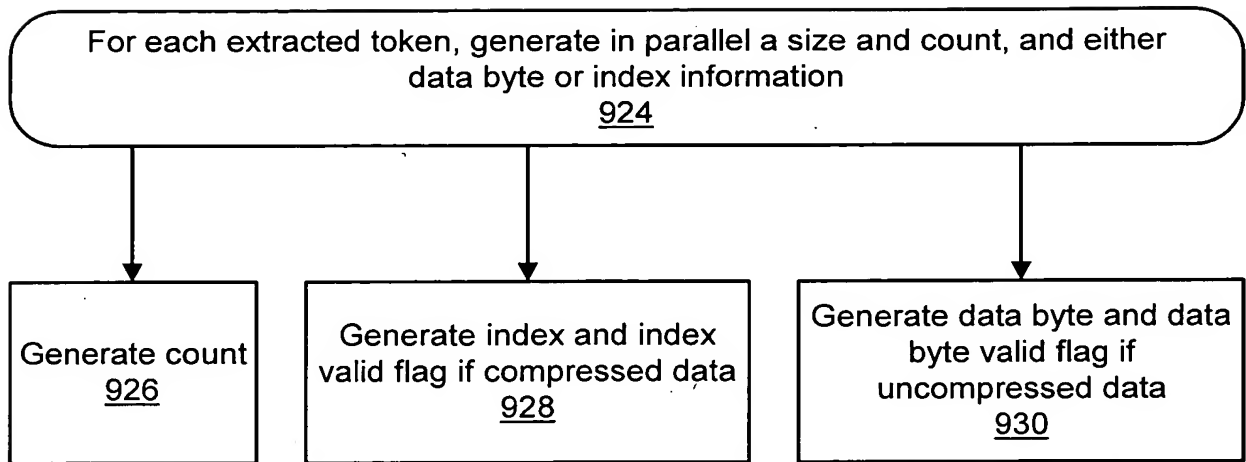 For each extracted token, generate in parallel a size and count, and either
data byte or index information
924
Generate count
926
Generate index and index
valid flag if compressed data
928
Generate data byte and data
byte valid flag if
uncompressed data
930